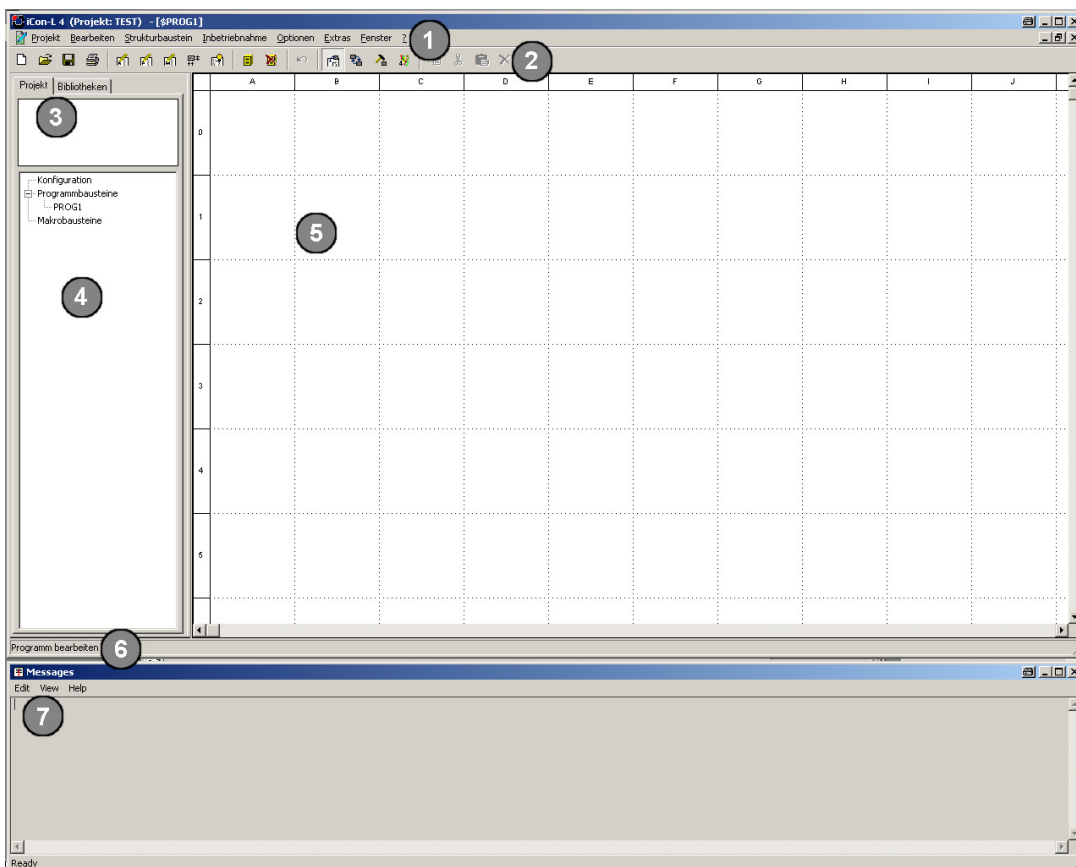 iCon-L 4 (Projekt: TEST) - [$PROG1]
Projekt Bearbeiten Strukturbaustein Inbetriebnahme Optionen Extras Fenster ?
1
2
Projekt Bibliotheken
3
Konfiguration
Programmbausteine
PROG1
Makrobausteine
4
A B C D E F G H I J
0
1
5
2
3
4
5
Programm bearbeiten
6
Messages
Edit View Help
7
Ready